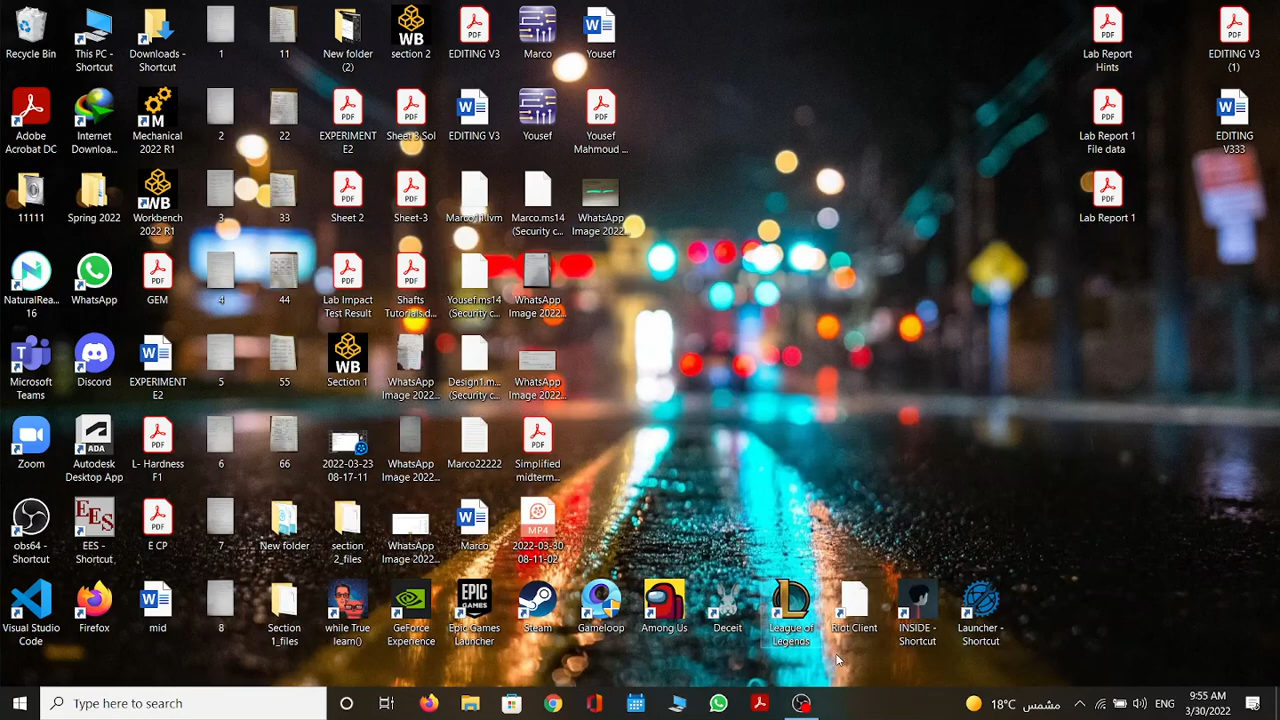 Recycle Bin
This PC - Shortcut
Downloads - Shortcut
1
11
New folder (2)
section 2
EDITING V3
Marco
Yousef
Lab Report Hints
EDITING V3 (1)
Adobe Acrobat DC
Internet Downloa...
Mechanical 2022 R1
2
22
EXPERIMENT E2
Sheet 3 Sol
EDITING V3
Yousef
Yousef Mahmoud ...
Lab Report 1 File data
EDITING V333
11111
Spring 2022
Workbench 2022 R1
3
33
Sheet 2
Sheet-3
Marco11.lvm
Marco.ms14 (Security c...
WhatsApp Image 2022...
Lab Report 1
NaturalRea... 16
WhatsApp
GEM
4
44
Lab Impact Test Result
Shafts Tutorials.d...
Yousef.ms14 (Security c...
WhatsApp Image 2022...
Microsoft Teams
Discord
EXPERIMENT E2
5
55
Section 1
WhatsApp Image 2022...
Design1.m... (Security c...
WhatsApp Image 2022...
Zoom
Autodesk Desktop App
L- Hardness F1
6
66
2022-03-23 08-17-11
WhatsApp Image 2022...
Marco22222
Simplified midterm...
obs64 - Shortcut
EES - Shortcut
E CP
7
New folder
section 2_files
WhatsApp Image 2022...
Marco
2022-03-30 08-11-02
Visual Studio Code
Firefox
mid
8
Section 1_files
while True learn()
GeForce Experience
Epic Games Launcher
Steam
Gameloop
Among Us
Deceit
League of Legends
Riot Client
INSIDE - Shortcut
Launcher - Shortcut
Type here to search
18°C مشمس
ENG
9:55 AM
3/30/2022